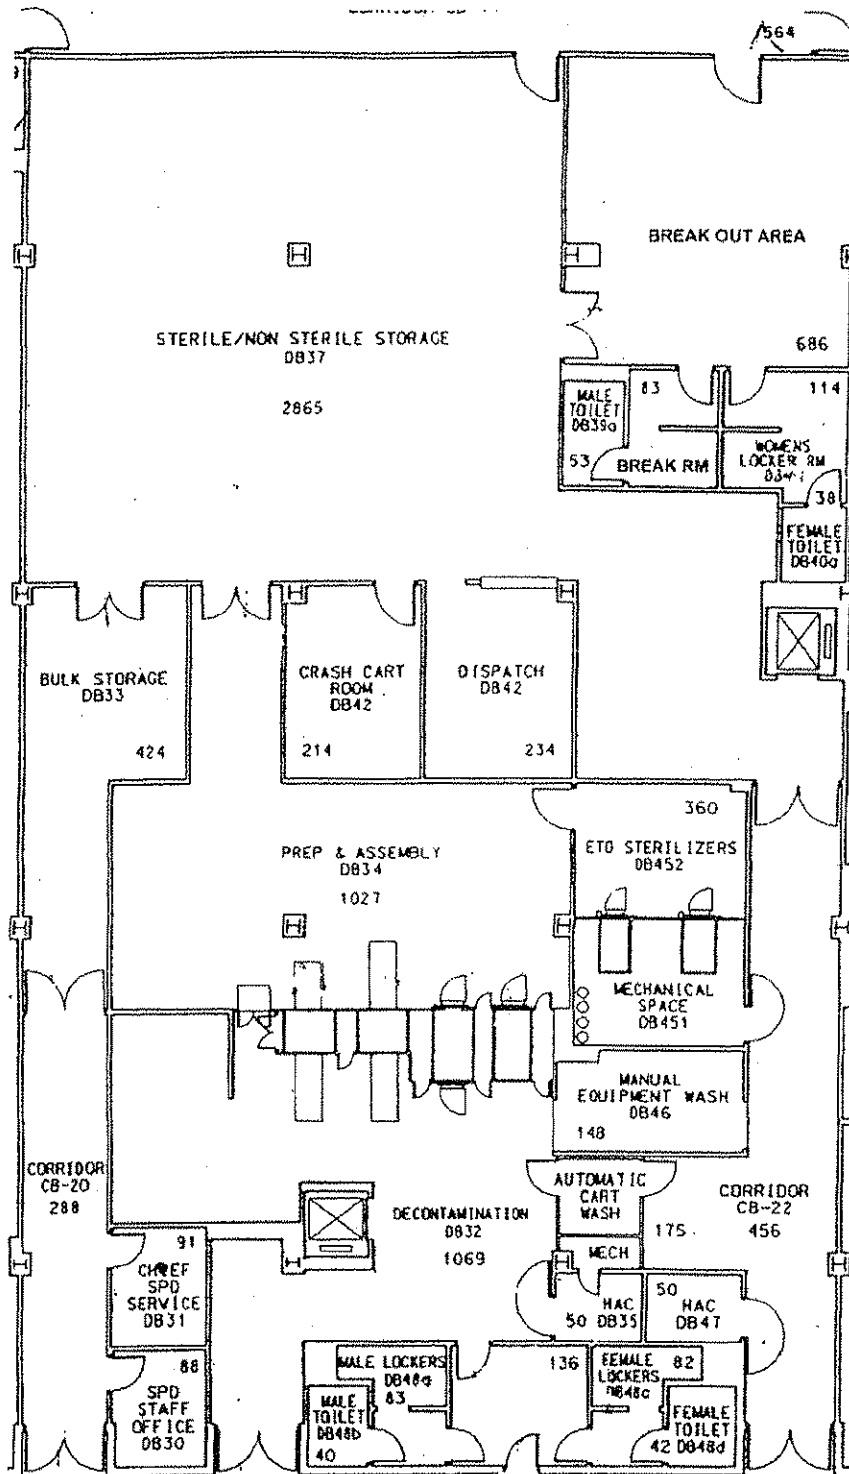 564
BREAK OUT AREA
686
STERILE/NON STERILE STORAGE
DB37
2865
MALE
TOILET
DB39a
53
83
BREAK RM
114
WOMENS
LOCKER RM
38
FEMALE
TOILET
DB40a
BULK STORAGE
DB33
424
CRASH CART
ROOM
DB42
214
DISPATCH
DB42
234
PREP & ASSEMBLY
DB34
1027
360
ETO STERILIZERS
DB452
MECHANICAL
SPACE
DB451
MANUAL
EQUIPMENT WASH
DB46
148
CORRIDOR
CB-20
288
AUTOMATIC
CART
WASH
175
CORRIDOR
CB-22
456
DECONTAMINATION
DB32
1069
MECH
91
CHIEF
SPD
SERVICE
DB31
50
HAC
DB35
50
HAC
DB47
88
SPD
STAFF
OFFICE
DB30
MALE LOCKERS
DB48a
83
136
FEMALE
LOCKERS
DB48c
82
MALE
TOILET
DB48b
40
FEMALE
TOILET
42 DB48d